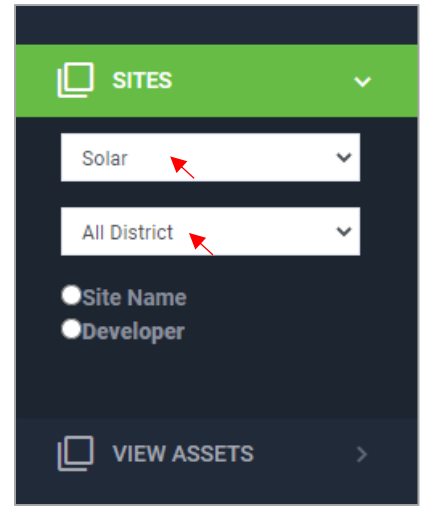 SITES
Solar
All District
Site Name
Developer
VIEW ASSETS